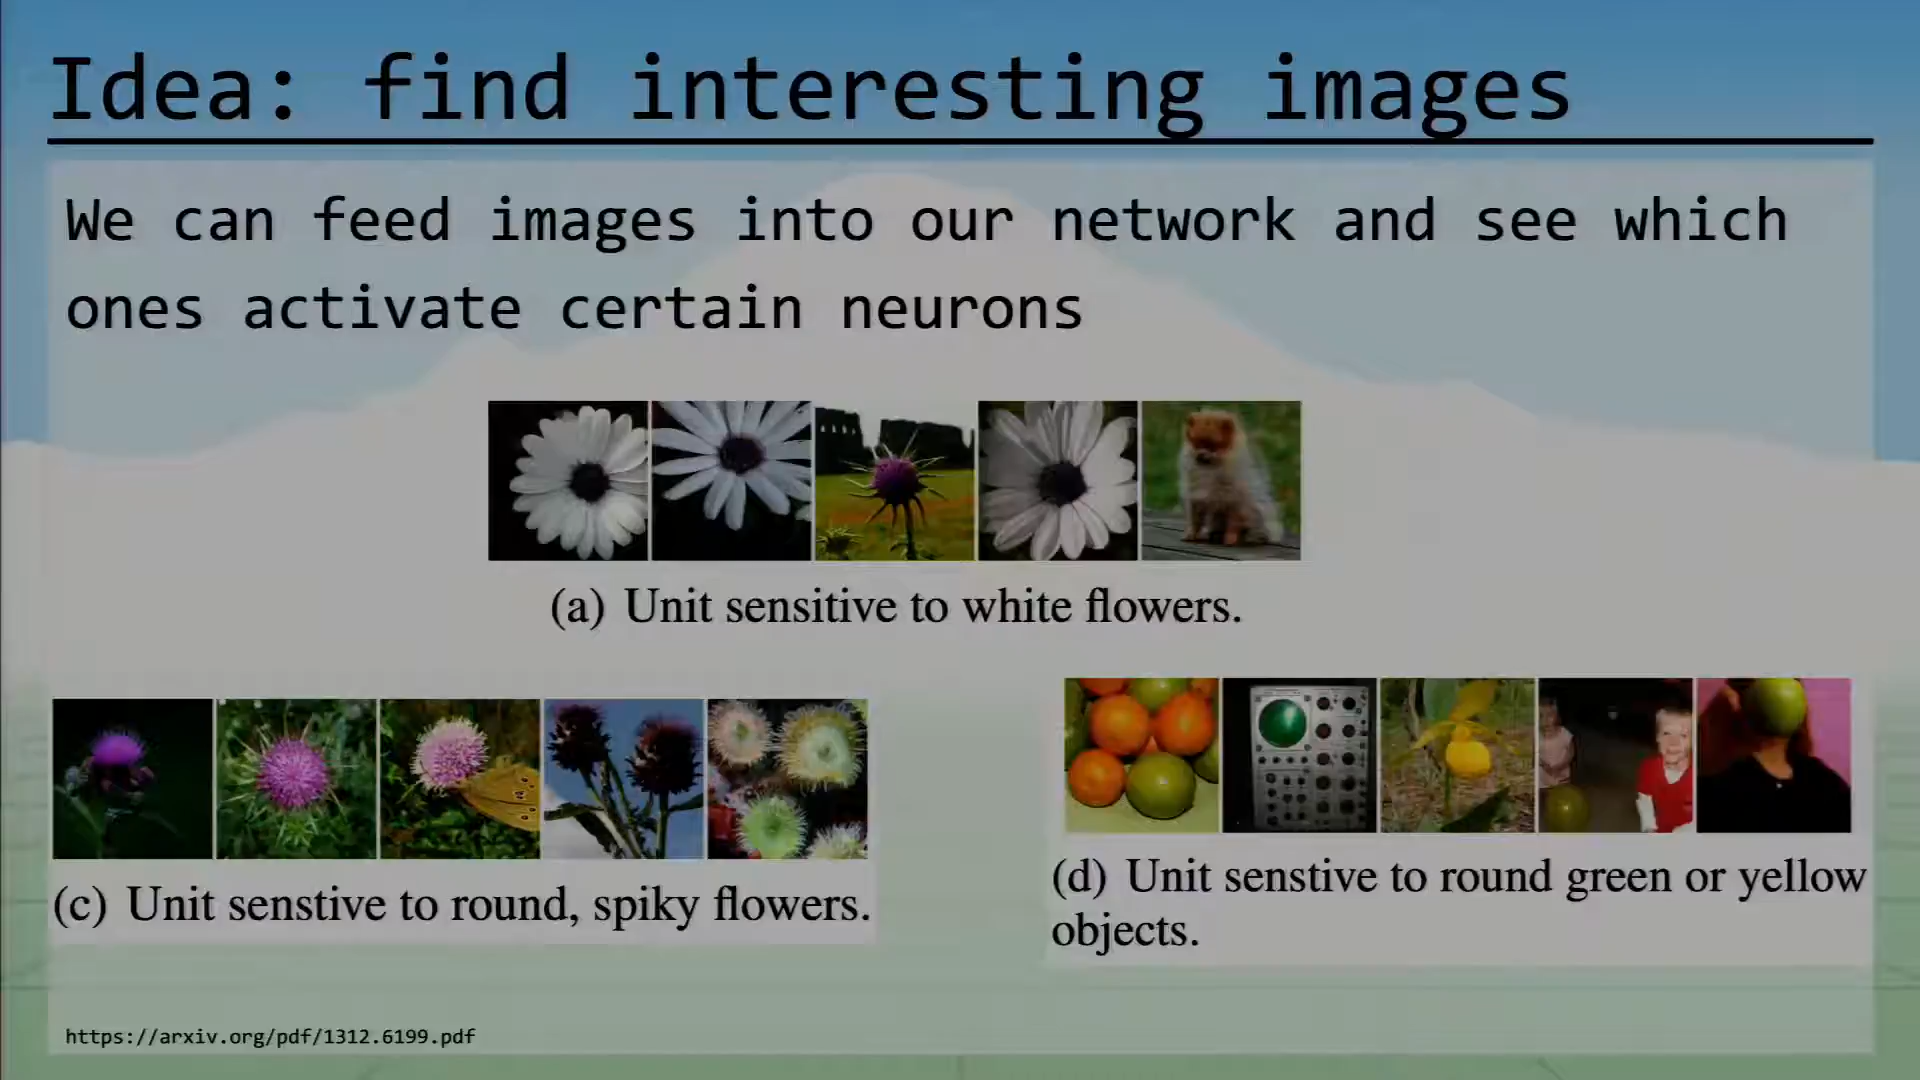 Idea: find interesting images
We can feed images into our network and see which
ones activate certain neurons
(a) Unit sensitive to white flowers.
(c) Unit senstive to round, spiky flowers.
(d) Unit senstive to round green or yellow
objects.
https://arxiv.org/pdf/1312.6199.pdf